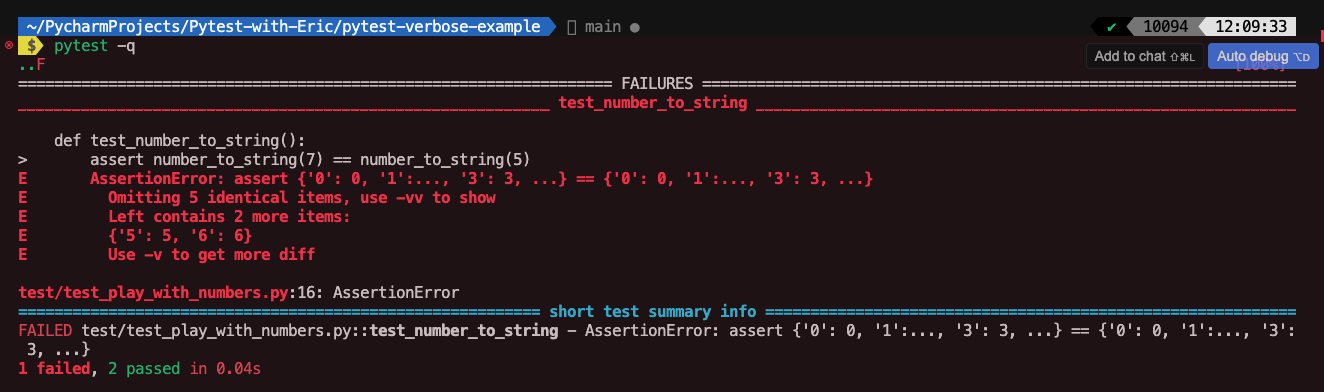 ~/PycharmProjects/Pytest-with-Eric/pytest-verbose-example main ● ✔ 10094 12:09:33
$ pytest -q
Add to chat ⇧⌘L Auto debug ⌥D
..F [100%]
=================================================================== FAILURES ===================================================================
___________________________________________________________ test_number_to_string ____________________________________________________________
def test_number_to_string():
> assert number_to_string(7) == number_to_string(5)
E AssertionError: assert {'0': 0, '1':..., '3': 3, ...} == {'0': 0, '1':..., '3': 3, ...}
E Omitting 5 identical items, use -vv to show
E Left contains 2 more items:
E {'5': 5, '6': 6}
E Use -v to get more diff
test/test_play_with_numbers.py:16: AssertionError
========================================================== short test summary info ===========================================================
FAILED test/test_play_with_numbers.py::test_number_to_string - AssertionError: assert {'0': 0, '1':..., '3': 3, ...} == {'0': 0, '1':..., '3':
3, ...}
1 failed, 2 passed in 0.04s